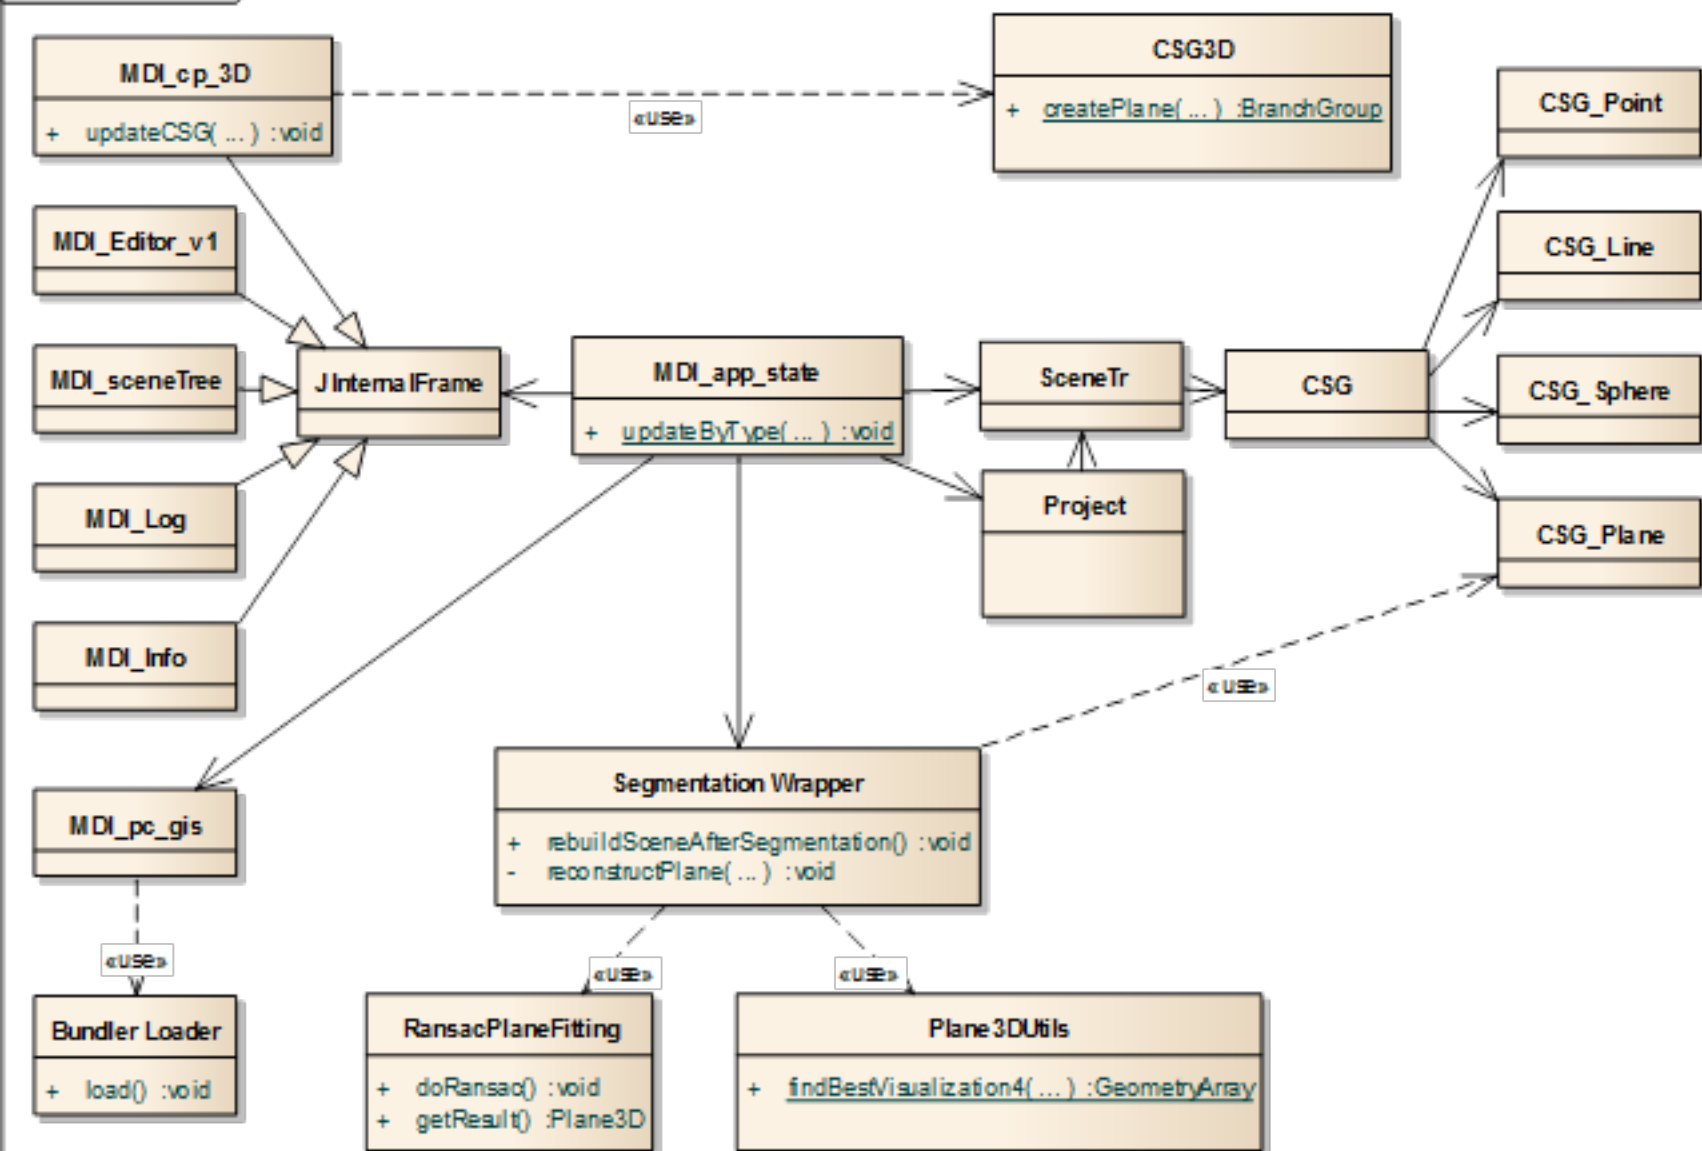 MDI_cp_3D
+ updateCSG( ... ) :void
«use»
CSG3D
+ createPlane( ... ) :BranchGroup
CSG_Point
MDI_Editor_v1
CSG_Line
MDI_sceneTree
JInternalFrame
MDI_app_state
+ updateByType( ... ) :void
SceneTr
CSG
CSG_Sphere
MDI_Log
Project
CSG_Plane
MDI_Info
«use»
MDI_pc_gis
Segmentation Wrapper
+ rebuildSceneAfterSegmentation() :void
- reconstructPlane( ... ) :void
«use»
«use»
«use»
Bundler Loader
+ load() :void
RansacPlaneFitting
+ doRansac() :void
+ getResult() :Plane3D
Plane3DUtils
+ findBestVisualization4( ... ) :GeometryArray